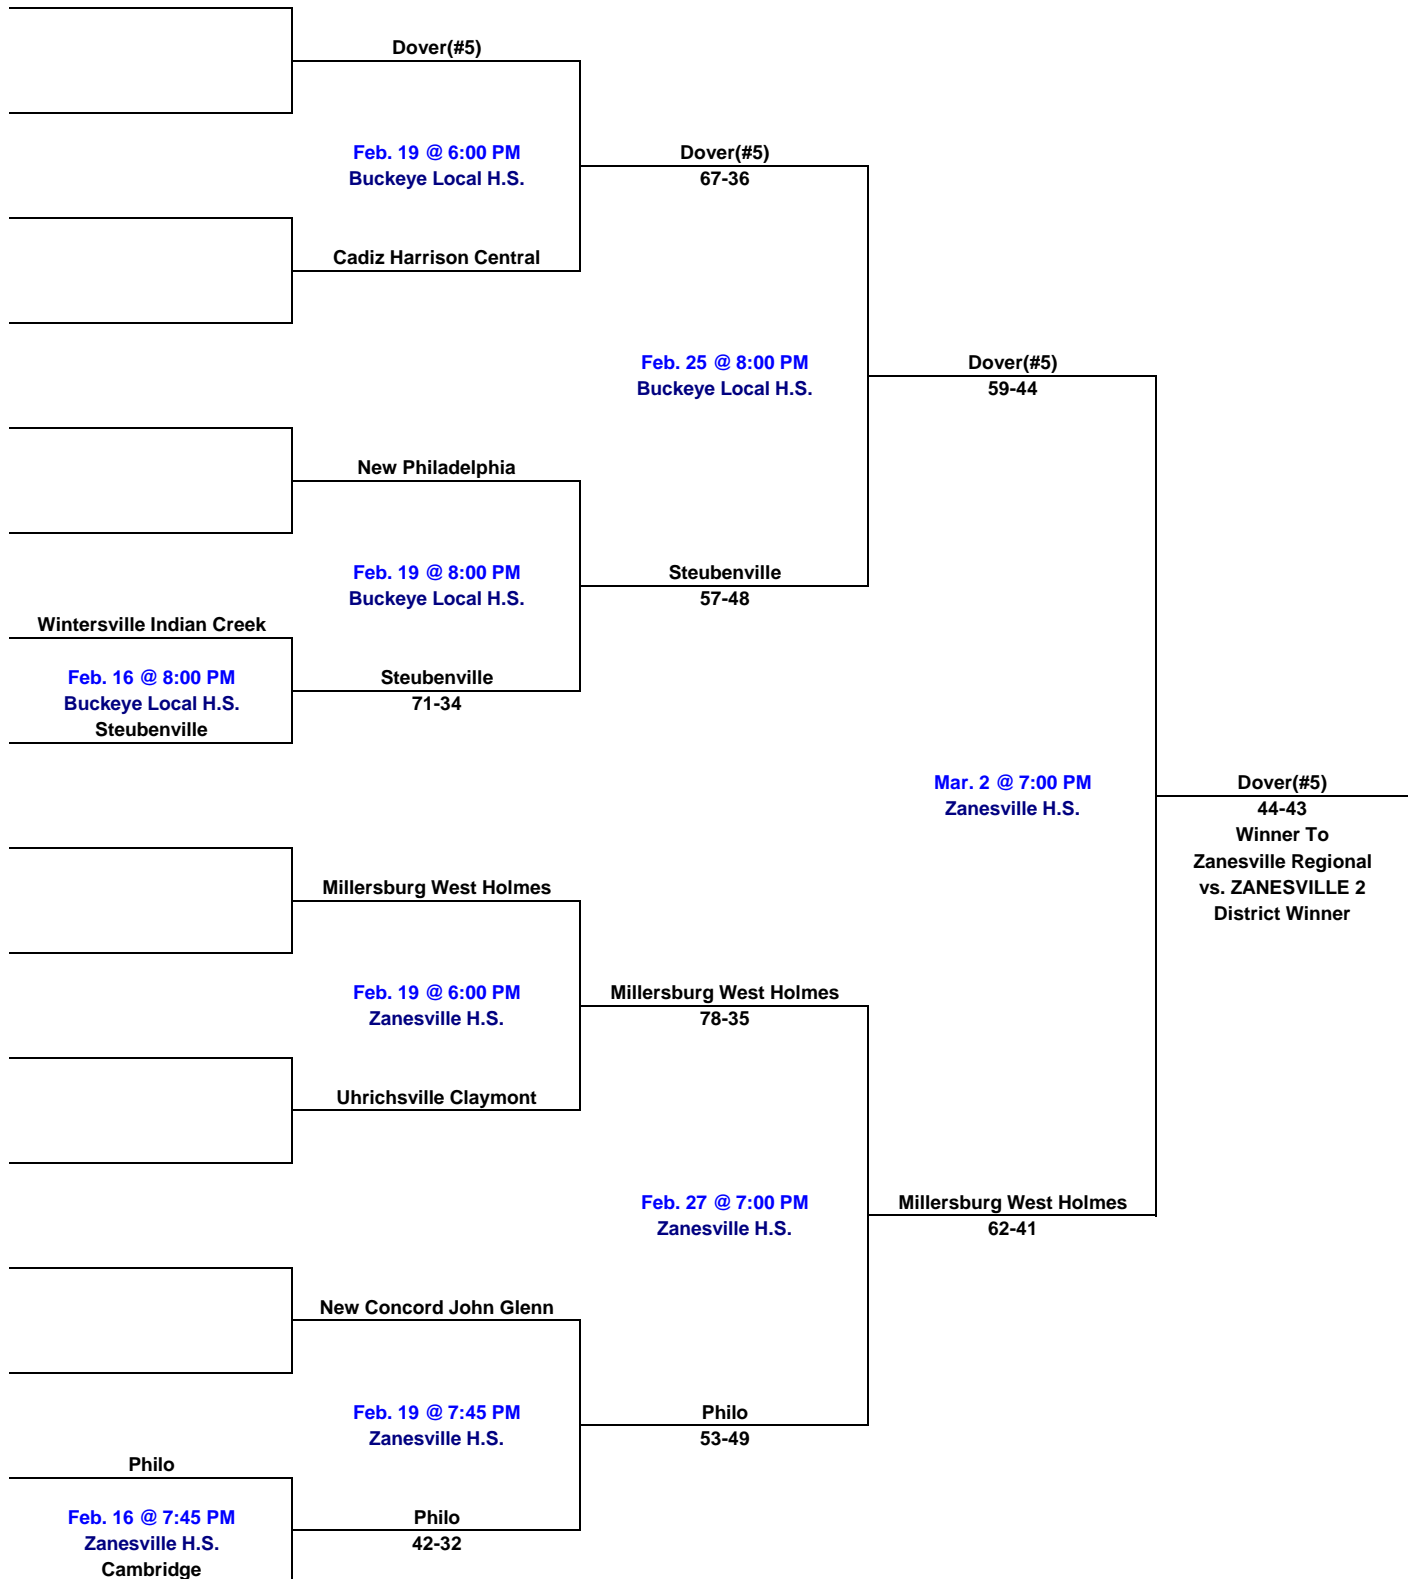 Dover(#5)
Feb. 19 @ 6:00 PM
Buckeye Local H.S.
Dover(#5)
67-36
Cadiz Harrison Central
Feb. 25 @ 8:00 PM
Buckeye Local H.S.
Dover(#5)
59-44
New Philadelphia
Feb. 19 @ 8:00 PM
Buckeye Local H.S.
Steubenville
57-48
Wintersville Indian Creek
Feb. 16 @ 8:00 PM
Buckeye Local H.S.
Steubenville
Steubenville
71-34
Mar. 2 @ 7:00 PM
Zanesville H.S.
Dover(#5)
44-43
Winner To
Zanesville Regional
vs. ZANESVILLE 2
District Winner
Millersburg West Holmes
Feb. 19 @ 6:00 PM
Zanesville H.S.
Millersburg West Holmes
78-35
Uhrichsville Claymont
Feb. 27 @ 7:00 PM
Zanesville H.S.
Millersburg West Holmes
62-41
New Concord John Glenn
Feb. 19 @ 7:45 PM
Zanesville H.S.
Philo
53-49
Philo
Feb. 16 @ 7:45 PM
Zanesville H.S.
Cambridge
Philo
42-32